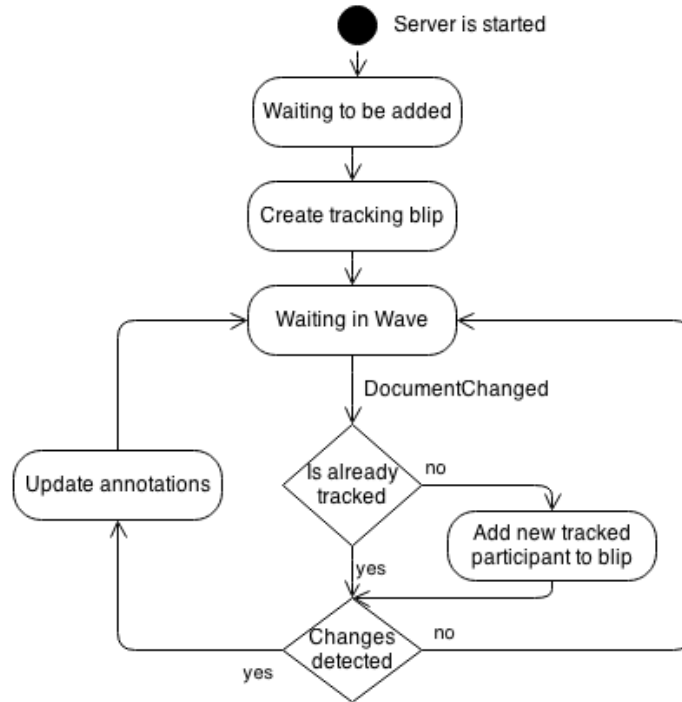 Server is started
Waiting to be added
Create tracking blip
Waiting in Wave
DocumentChanged
Is already
tracked
no
Update annotations
Add new tracked
participant to blip
yes
Changes
detected
no
yes